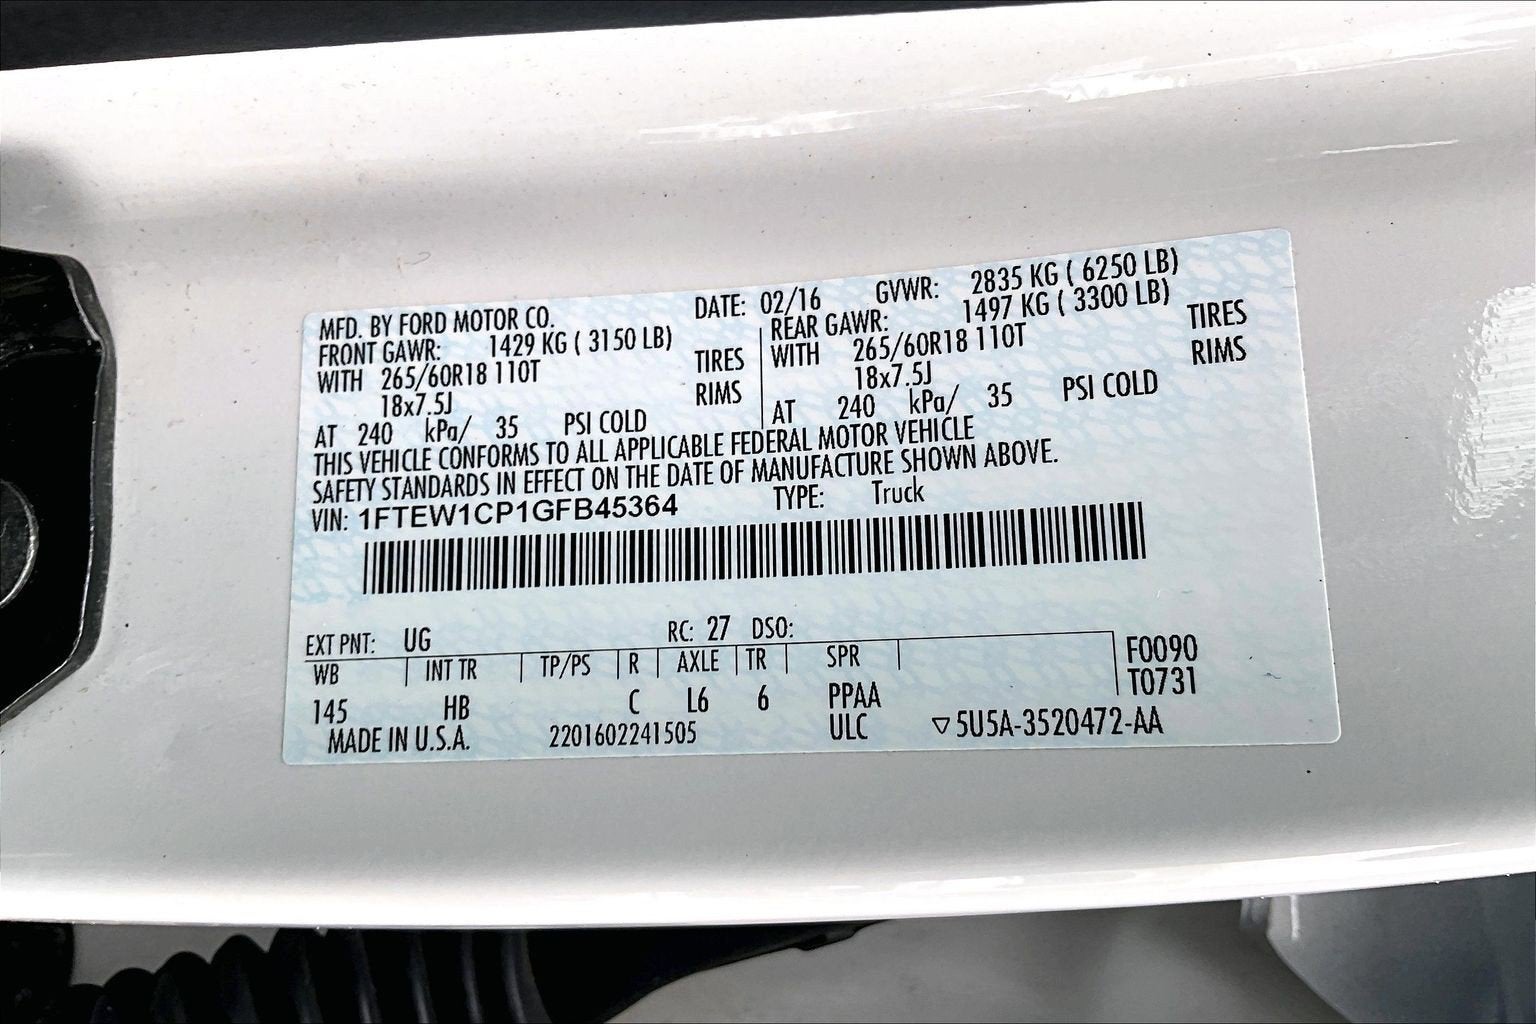 MFD. BY FORD MOTOR CO. DATE: 02/16 GVWR: 2835 KG ( 6250 LB)
FRONT GAWR: 1429 KG ( 3150 LB) REAR GAWR: 1497 KG ( 3300 LB)
WITH 265/60R18 110T TIRES WITH 265/60R18 110T TIRES
18x7.5J RIMS 18x7.5J RIMS
AT 240 kPa/ 35 PSI COLD AT 240 kPa/ 35 PSI COLD
THIS VEHICLE CONFORMS TO ALL APPLICABLE FEDERAL MOTOR VEHICLE
SAFETY STANDARDS IN EFFECT ON THE DATE OF MANUFACTURE SHOWN ABOVE.
VIN: 1FTEW1CP1GFB45364 TYPE: Truck
EXT PNT: UG RC: 27 DSO:
WB INT TR TP/PS R AXLE TR SPR F0090
145 HB C L6 6 PPAA T0731
MADE IN U.S.A. 2201602241505 ULC ▽5U5A-3520472-AA